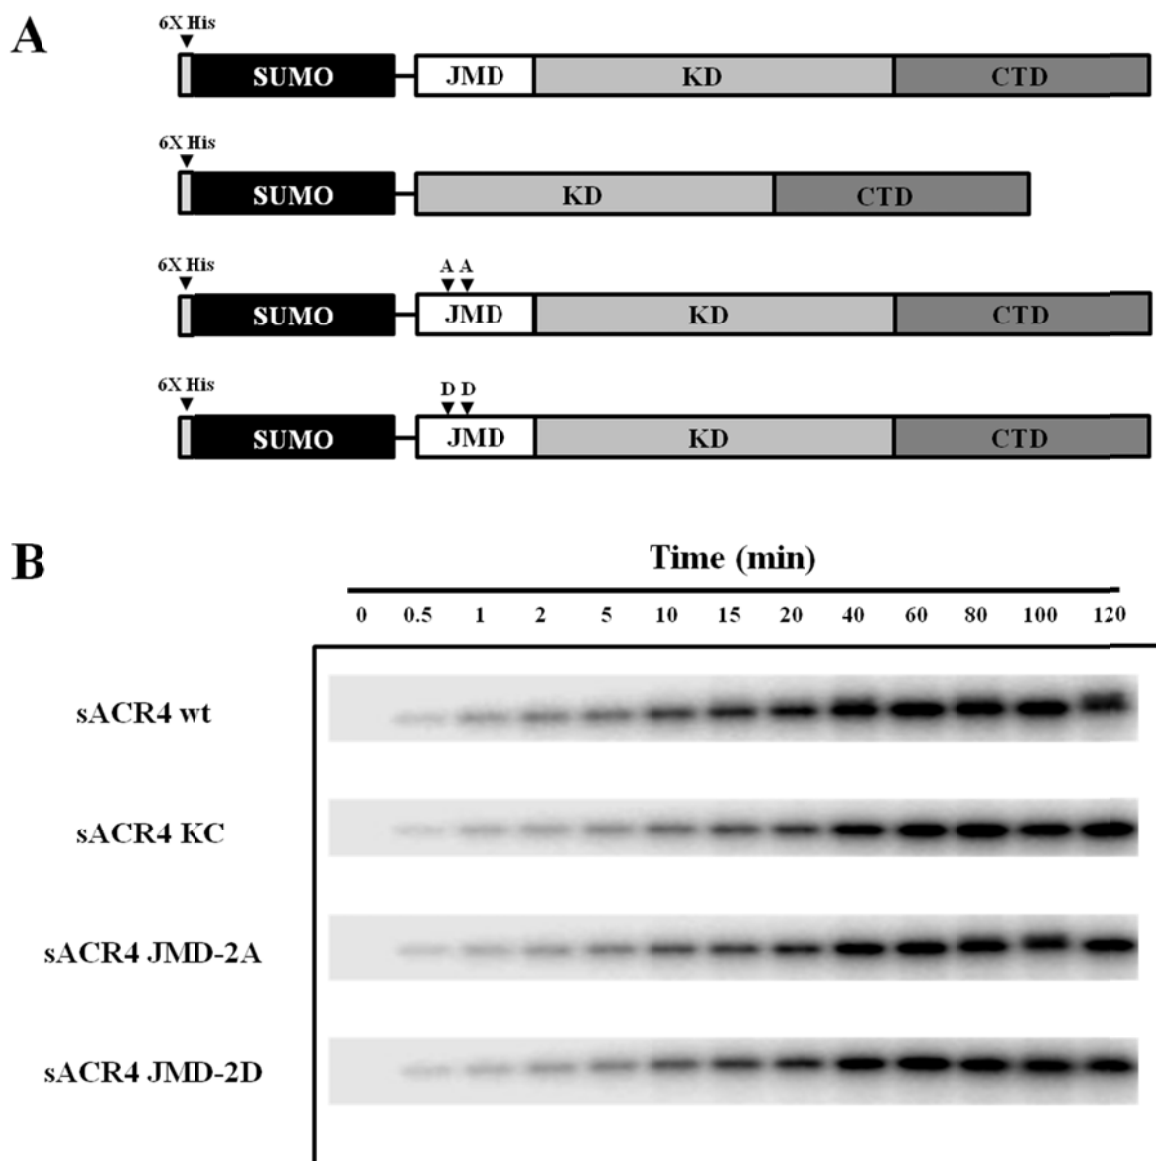 A
6X His
SUMO JMD KD CTD
6X His
SUMO KD CTD
6X His A A
SUMO JMD KD CTD
6X His D D
SUMO JMD KD CTD
B
Time (min)
0 0.5 1 2 5 10 15 20 40 60 80 100 120
sACR4 wt
sACR4 KC
sACR4 JMD-2A
sACR4 JMD-2D